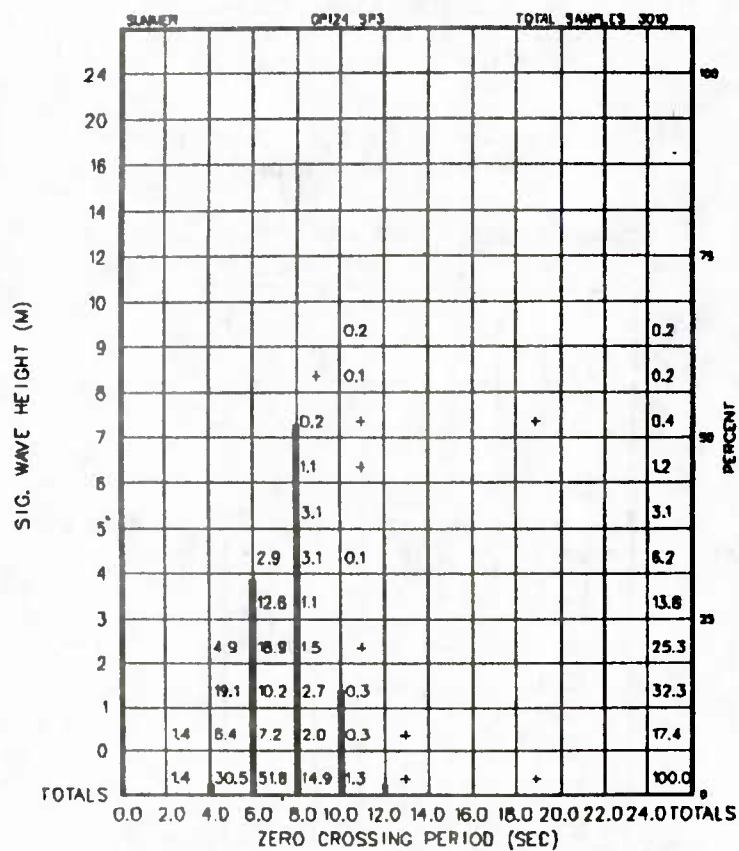 SUMMER OP124 SP3 TOTAL SAMPLES 3010
24 100
20
16
14
12 75
10
0.2 0.2
9
+ 0.1 0.2
8
0.2 + + 0.4
7 50
1.1 + 1.2
6
3.1 3.1
5
2.9 3.1 0.1 6.2
4
12.6 1.1 13.8
3 25
4.9 18.9 1.5 + 25.3
2
19.1 10.2 2.7 0.3 32.3
1
1.4 6.4 7.2 2.0 0.3 + 17.4
0
1.4 30.5 51.8 14.9 1.3 + + 100.0
TOTALS 0
0.0 2.0 4.0 6.0 8.0 10.0 12.0 14.0 16.0 18.0 20.0 22.0 24.0 TOTALS
ZERO CROSSING PERIOD (SEC)
SIG. WAVE HEIGHT (M)
PERCENT